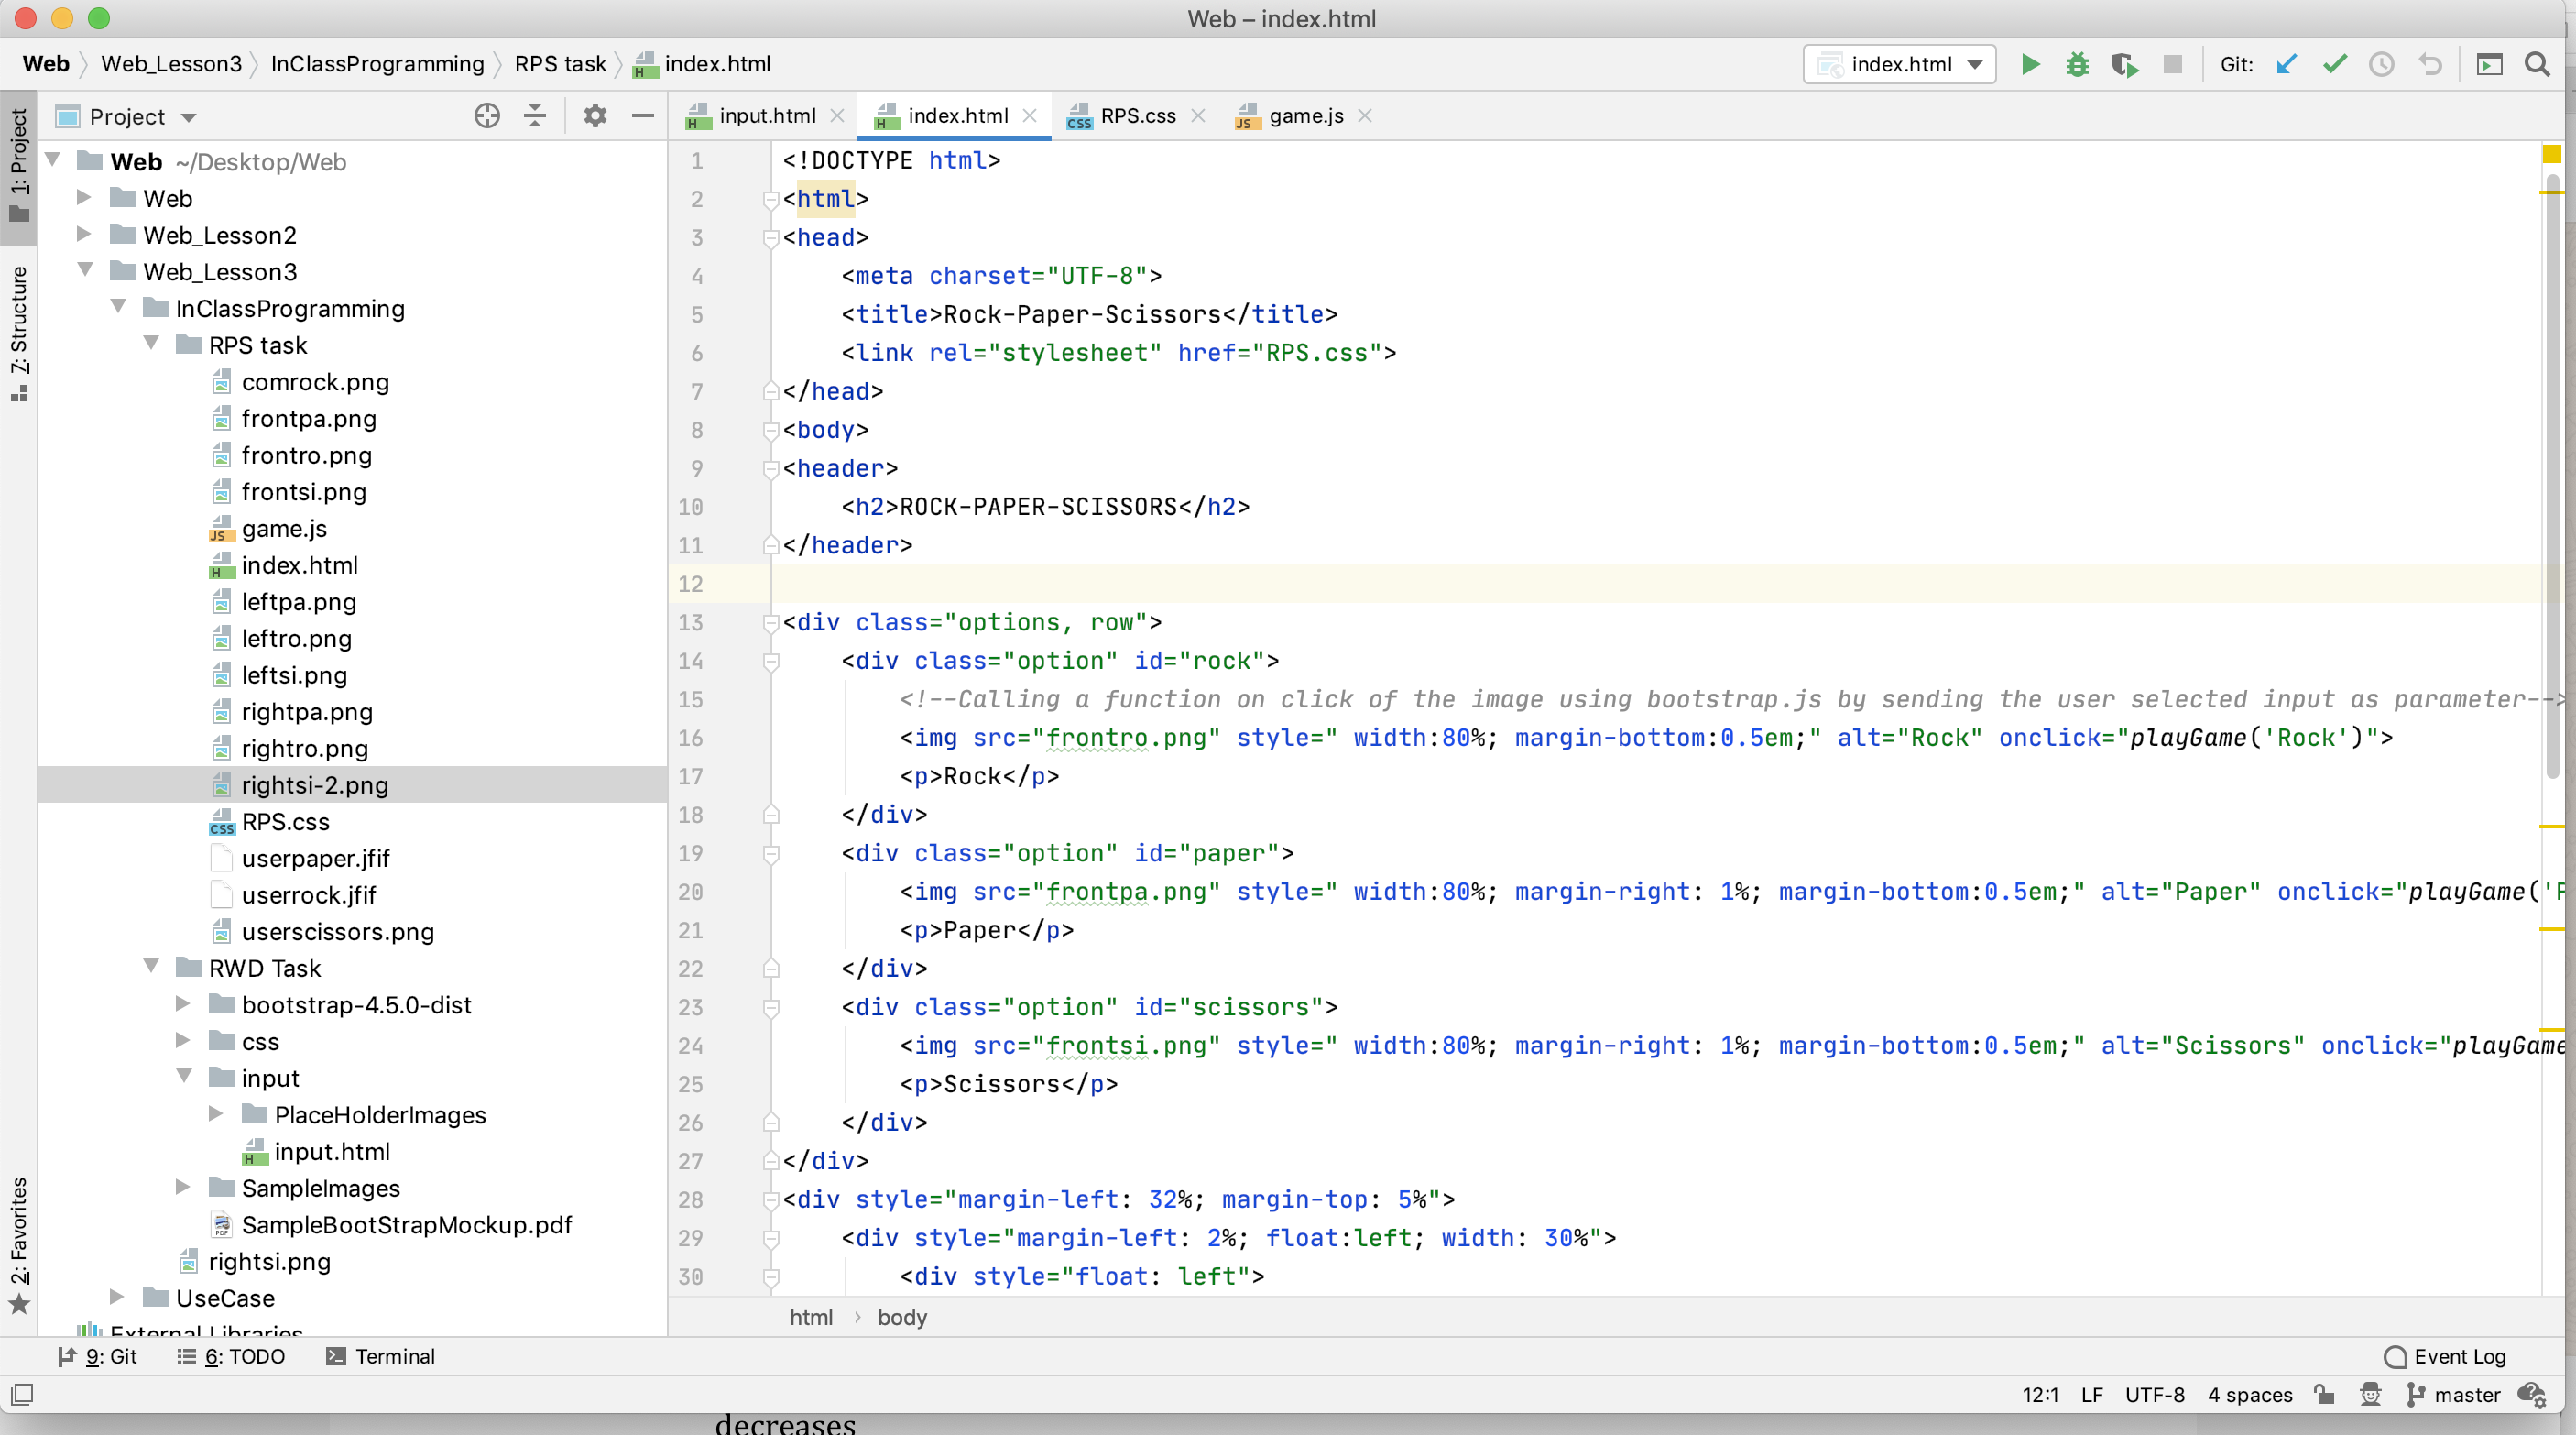 Web – index.html
Web Web_Lesson3 InClassProgramming RPS task index.html index.html Git:
1: Project
7: Structure
2: Favorites
Project
Web ~/Desktop/Web
Web
Web_Lesson2
Web_Lesson3
InClassProgramming
RPS task
comrock.png
frontpa.png
frontro.png
frontsi.png
game.js
index.html
leftpa.png
leftro.png
leftsi.png
rightpa.png
rightro.png
rightsi-2.png
RPS.css
userpaper.jfif
userrock.jfif
userscissors.png
RWD Task
bootstrap-4.5.0-dist
css
input
PlaceHolderImages
input.html
SampleImages
SampleBootStrapMockup.pdf
rightsi.png
UseCase
External Libraries
input.html index.html RPS.css game.js
1 <!DOCTYPE html>
2 <html>
3 <head>
4 <meta charset="UTF-8">
5 <title>Rock-Paper-Scissors</title>
6 <link rel="stylesheet" href="RPS.css">
7 </head>
8 <body>
9 <header>
10 <h2>ROCK-PAPER-SCISSORS</h2>
11 </header>
12
13 <div class="options, row">
14 <div class="option" id="rock">
15 <!--Calling a function on click of the image using bootstrap.js by sending the user selected input as parameter-->
16 <img src="frontro.png" style=" width:80%; margin-bottom:0.5em;" alt="Rock" onclick="playGame('Rock')">
17 <p>Rock</p>
18 </div>
19 <div class="option" id="paper">
20 <img src="frontpa.png" style=" width:80%; margin-right: 1%; margin-bottom:0.5em;" alt="Paper" onclick="playGame('P
21 <p>Paper</p>
22 </div>
23 <div class="option" id="scissors">
24 <img src="frontsi.png" style=" width:80%; margin-right: 1%; margin-bottom:0.5em;" alt="Scissors" onclick="playGame
25 <p>Scissors</p>
26 </div>
27 </div>
28 <div style="margin-left: 32%; margin-top: 5%">
29 <div style="margin-left: 2%; float:left; width: 30%">
30 <div style="float: left">
html body
9: Git 6: TODO Terminal Event Log
12:1 LF UTF-8 4 spaces master
decreases